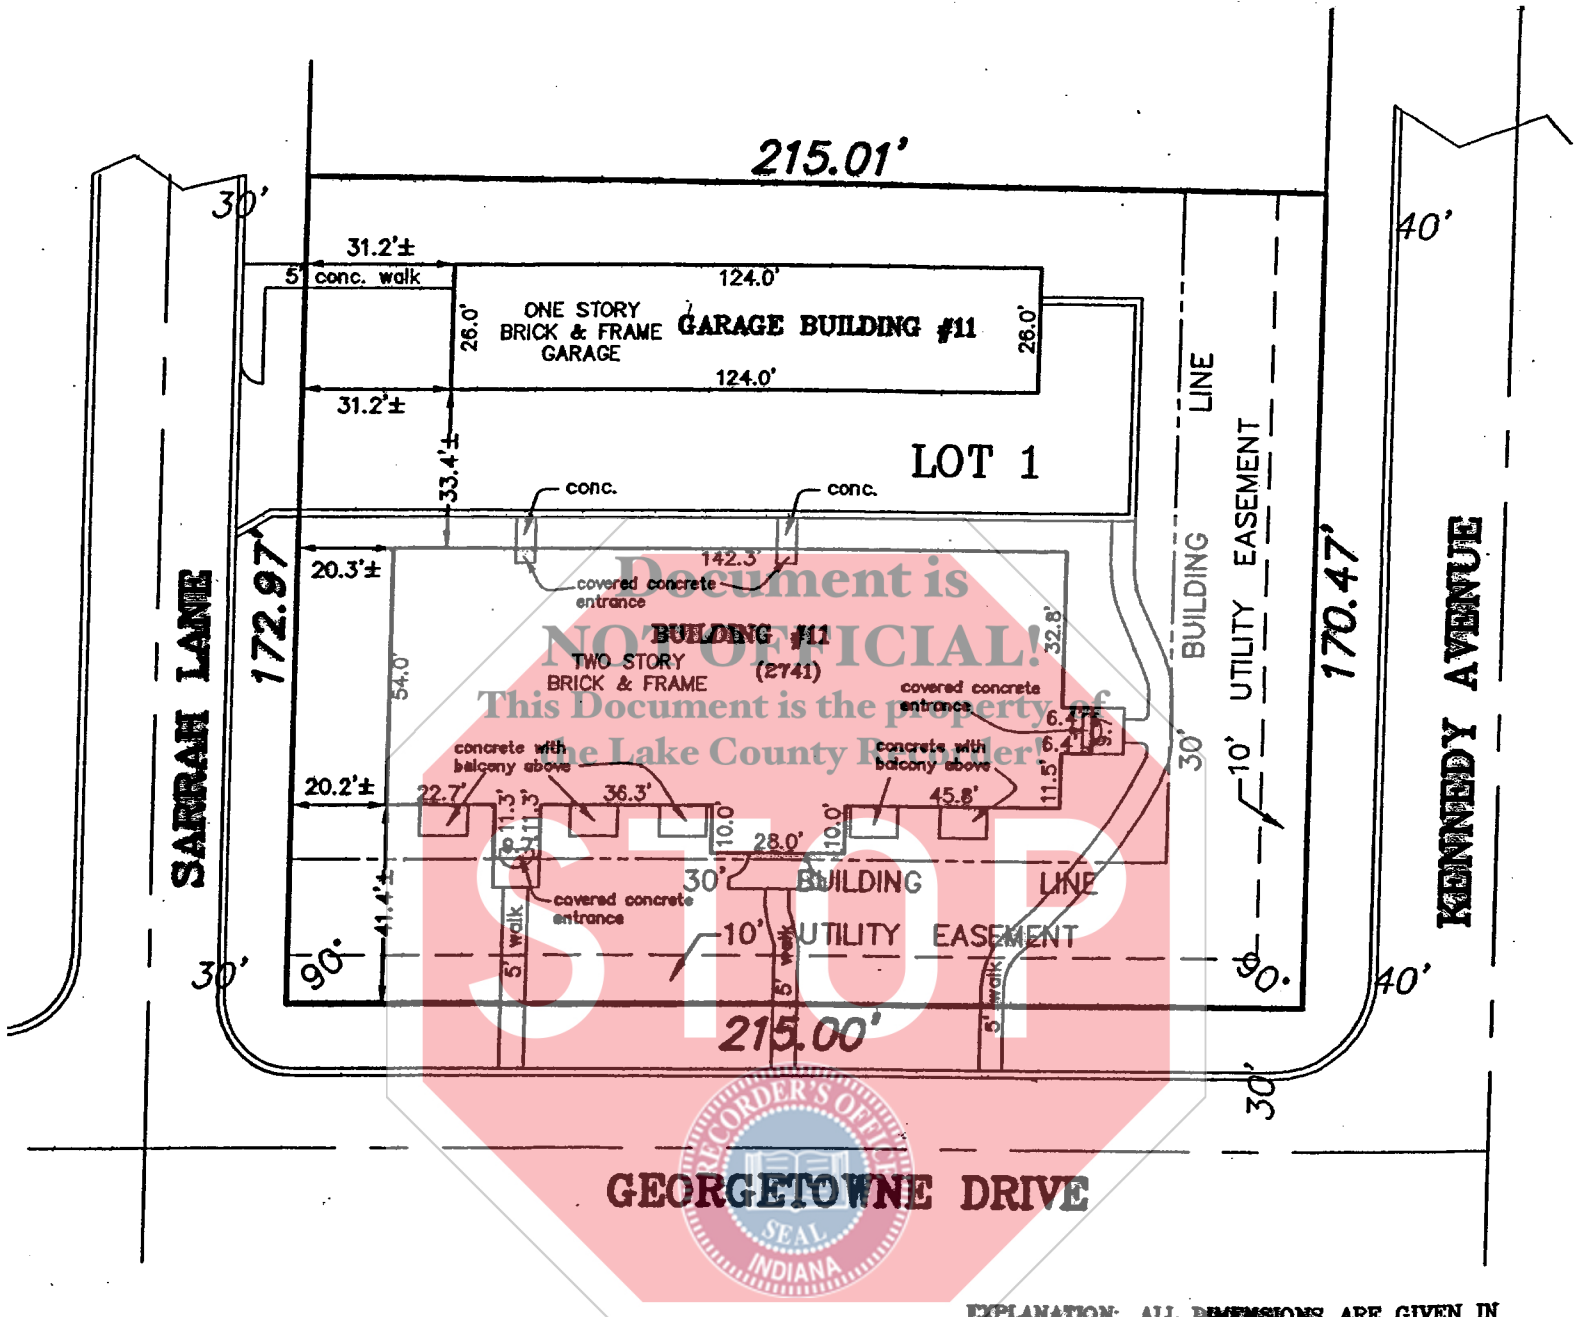 215.01'
30'
40'
31.2'±
5' conc. walk
124.0'
26.0'
ONE STORY
BRICK & FRAME
GARAGE
GARAGE BUILDING #11
26.0'
124.0'
31.2'±
33.4'±
LOT 1
conc.
conc.
BUILDING LINE
10' UTILITY EASEMENT
30'
172.97'
170.47'
SARRAH LANE
KENNEDY AVENUE
20.3'±
142.3'
covered concrete
entrance
Document is
NOT OFFICIAL!
This Document is the property of
the Lake County Recorder!
STOP
BUILDING #11
TWO STORY
BRICK & FRAME
(2741)
54.0'
32.8'
covered concrete
entrance
6.4'
6.4'
11.5'
concrete with
balcony above
concrete with
balcony above
20.2'±
22.7'
11.3'
11.3'
36.3'
10.0'
28.0'
10.0'
45.8'
30' BUILDING LINE
covered concrete
entrance
41.4'±
10' UTILITY EASEMENT
5' walk
5' walk
5' walk
90°
90°
30'
40'
215.00'
30'
GEORGETOWNE DRIVE
RECORDER'S OFFICE
SEAL
INDIANA
EXPLANATION: ALL DIMENSIONS ARE GIVEN IN